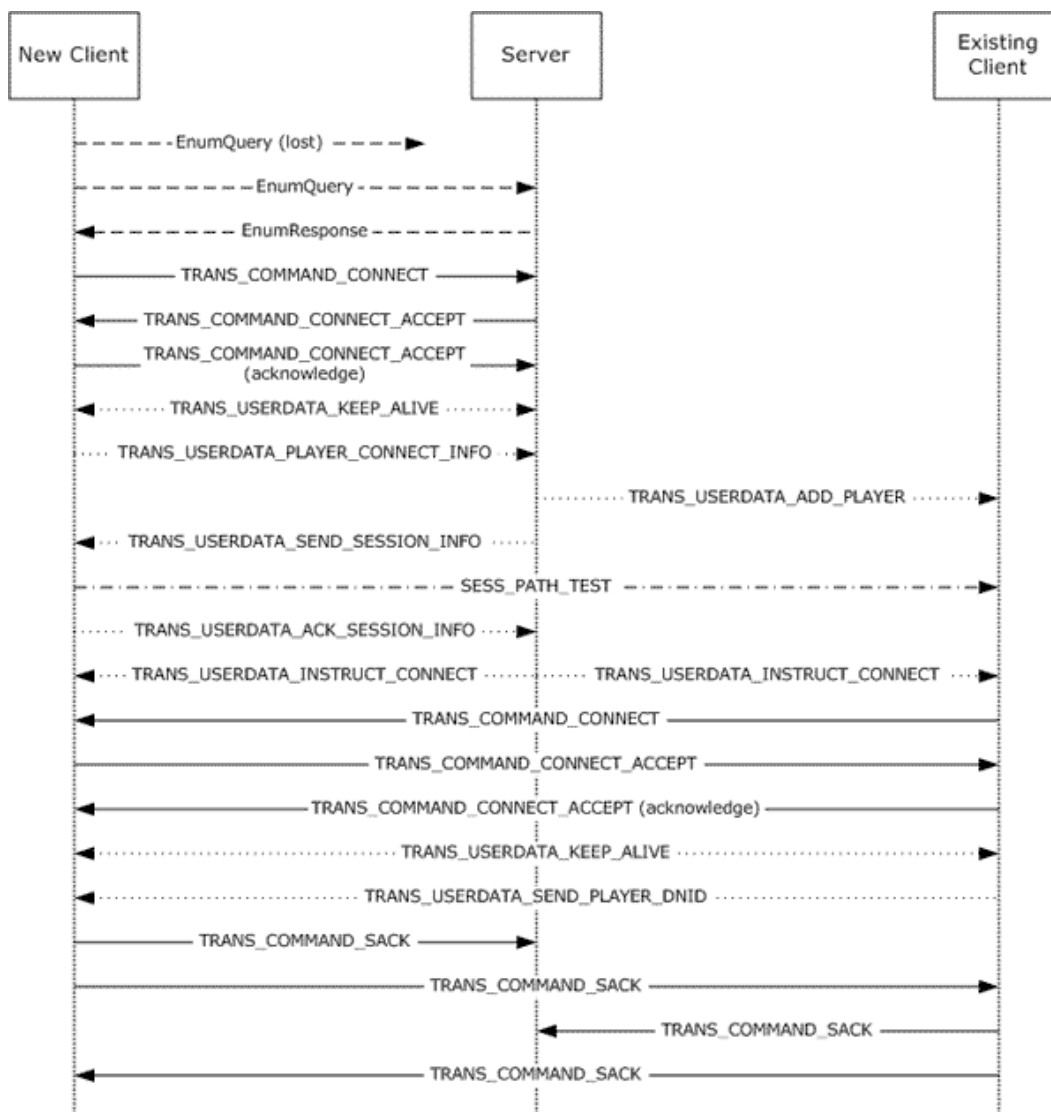 New Client
Server
Existing
Client
EnumQuery (lost)
EnumQuery
EnumResponse
TRANS_COMMAND_CONNECT
TRANS_COMMAND_CONNECT_ACCEPT
TRANS_COMMAND_CONNECT_ACCEPT
(acknowledge)
TRANS_USERDATA_KEEP_ALIVE
TRANS_USERDATA_PLAYER_CONNECT_INFO
TRANS_USERDATA_ADD_PLAYER
TRANS_USERDATA_SEND_SESSION_INFO
SESS_PATH_TEST
TRANS_USERDATA_ACK_SESSION_INFO
TRANS_USERDATA_INSTRUCT_CONNECT
TRANS_USERDATA_INSTRUCT_CONNECT
TRANS_COMMAND_CONNECT
TRANS_COMMAND_CONNECT_ACCEPT
TRANS_COMMAND_CONNECT_ACCEPT (acknowledge)
TRANS_USERDATA_KEEP_ALIVE
TRANS_USERDATA_SEND_PLAYER_DNID
TRANS_COMMAND_SACK
TRANS_COMMAND_SACK
TRANS_COMMAND_SACK
TRANS_COMMAND_SACK